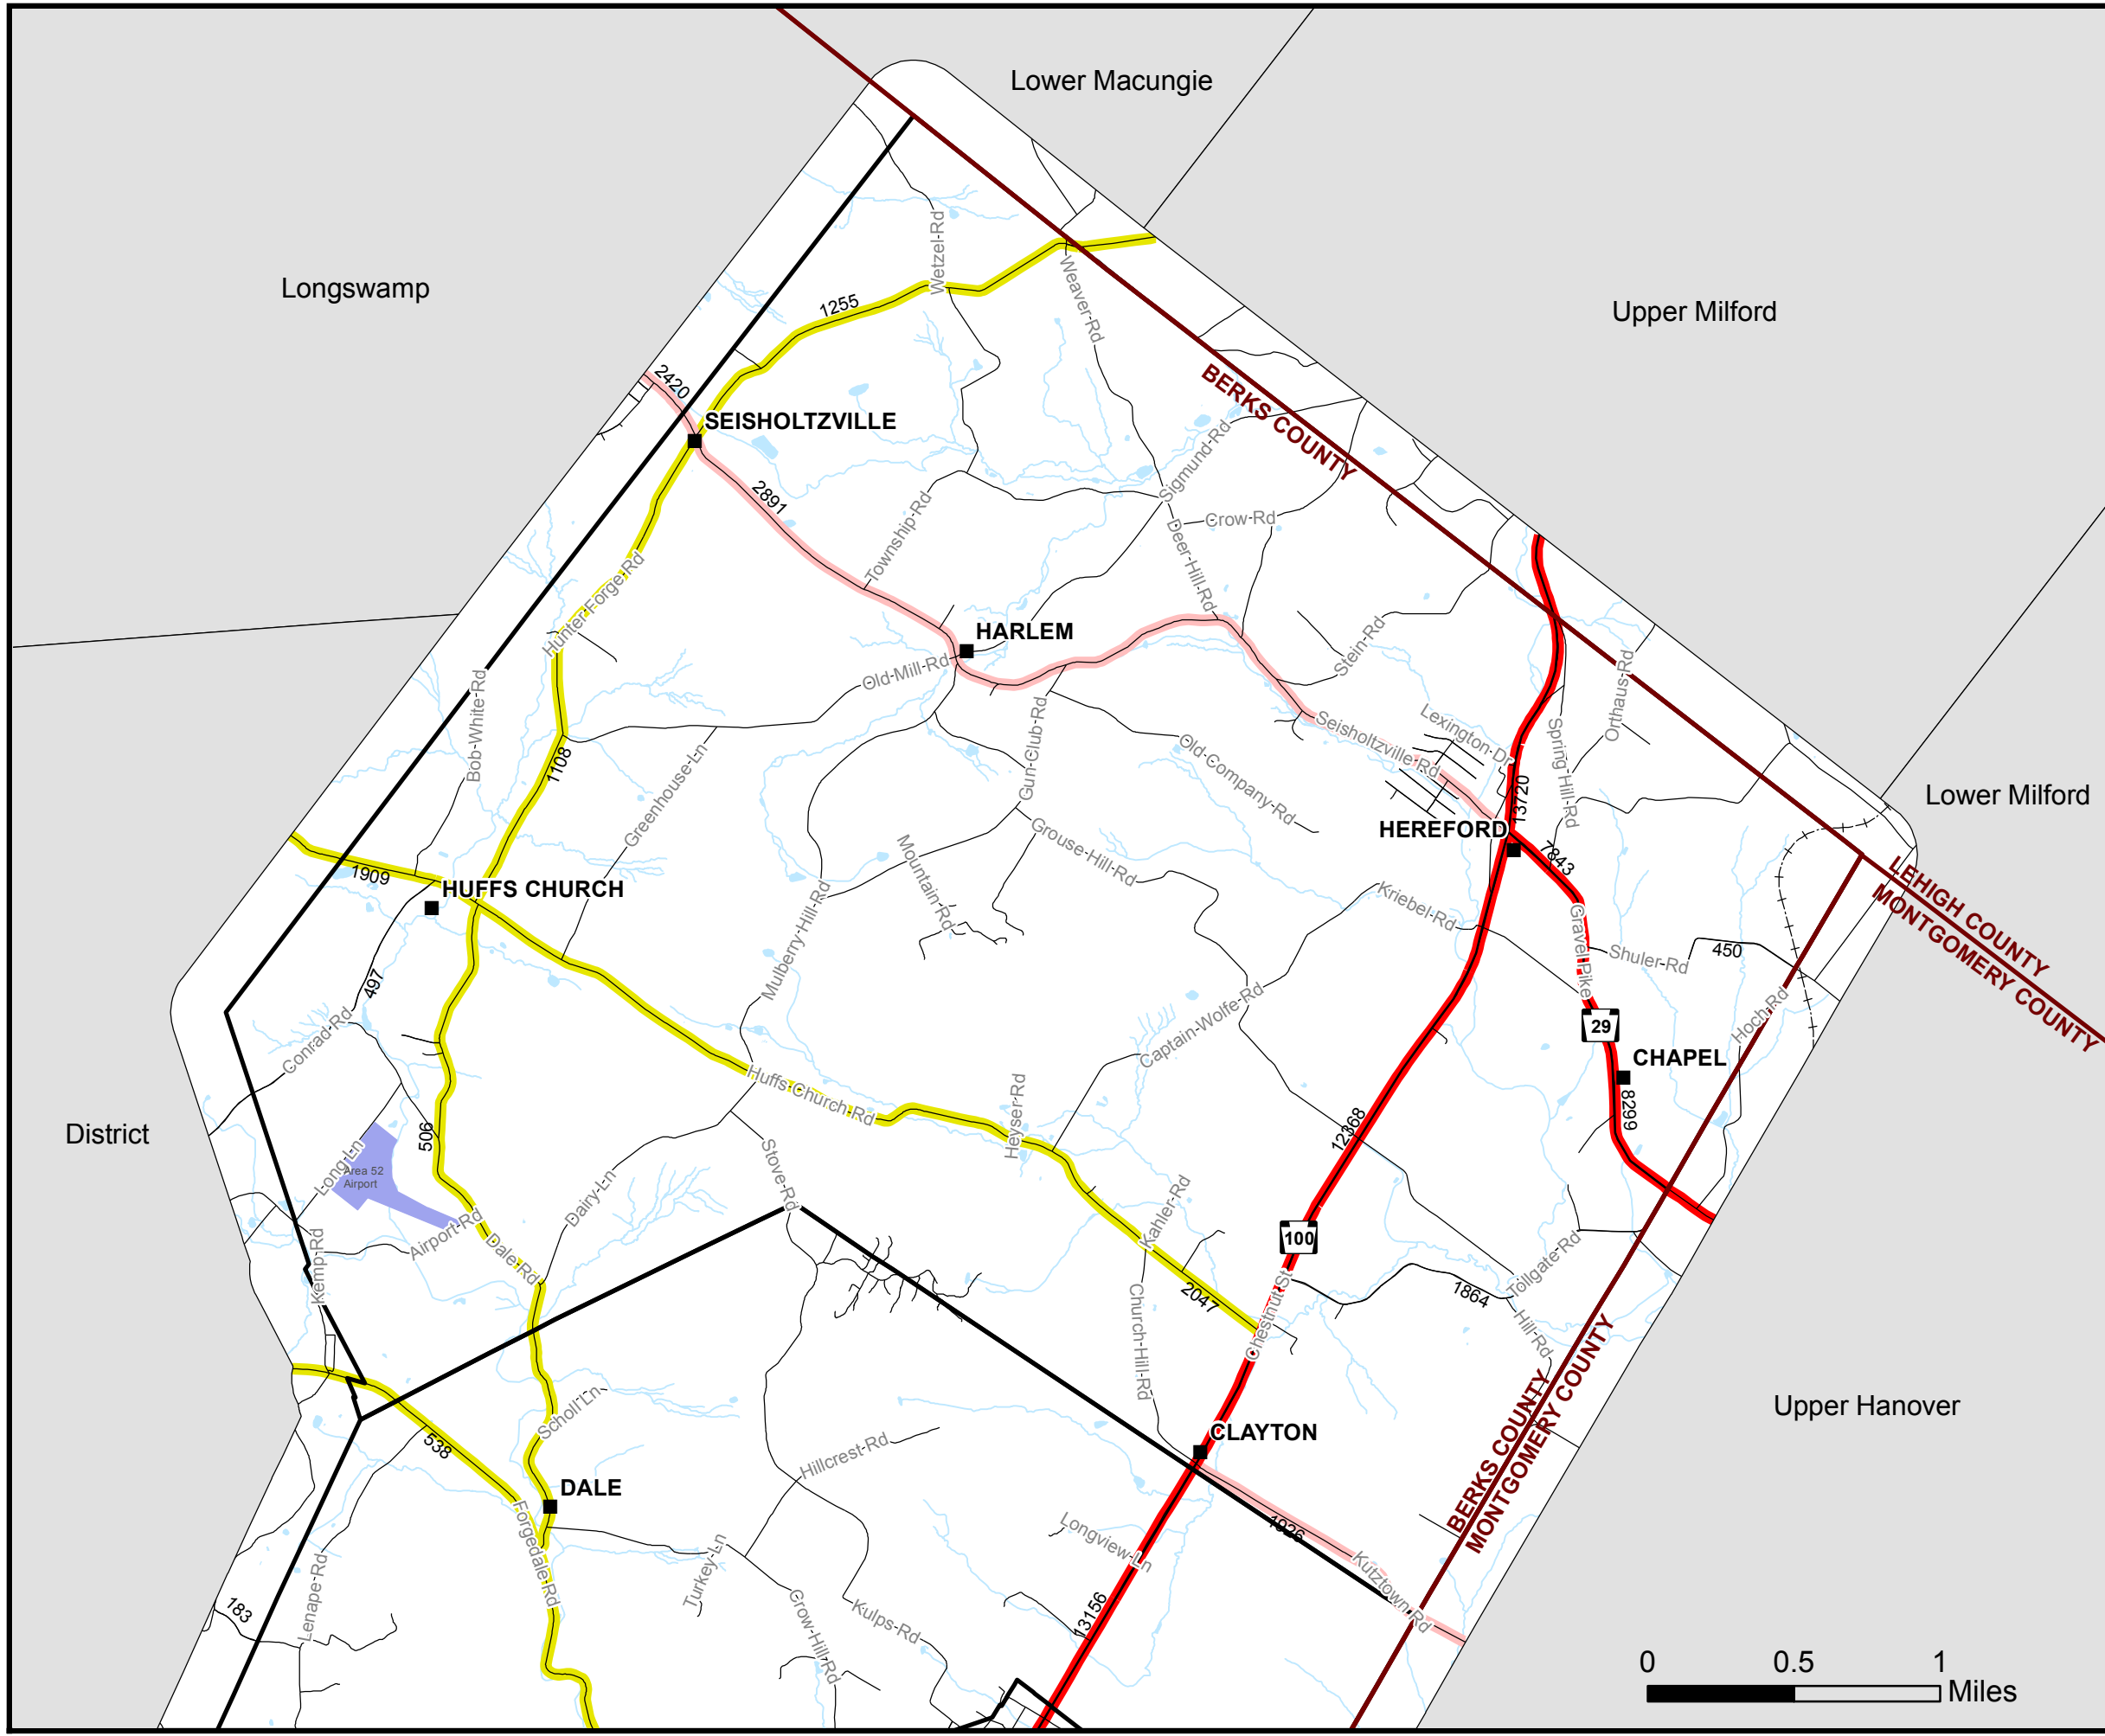 Lower Macungie
Longswamp
Upper Milford
Wetzel-Rd
Weaver-Rd
1255
2420
SEISHOLTZVILLE
BERKS COUNTY
2891
Sigmund-Rd
Township-Rd
Crow-Rd
Deer-Hill-Rd
Hunter-Forge-Rd
HARLEM
Old-Mill-Rd
Stein-Rd
Orthaus-Rd
Bob-White-Rd
Gun-Club-Rd
Seisholtzville-Rd
Lexington-Dr
Spring-Hill-Rd
1108
Greenhouse-Ln
Old-Company-Rd
13720
Lower Milford
HEREFORD
7843
Grouse-Hill-Rd
Mountain-Rd
1909
HUFFS CHURCH
Kriebel-Rd
LEHIGH COUNTY
MONTGOMERY COUNTY
Mulberry-Hill-Rd
Gravel-Pike
Shuler-Rd
450
497
Conrad-Rd
Captain-Wolfe-Rd
Hoch-Rd
29
CHAPEL
Huffs-Church-Rd
Heyser-Rd
8299
12368
District
506
Long-Ln
Area 52
Airport
Stove-Rd
Dairy-Ln
Kahler-Rd
Airport-Rd
Dale-Rd
Kemp-Rd
100
Tollgate-Rd
1864
2047
Church-Hill-Rd
Chestnut-St
Hill-Rd
BERKS COUNTY
MONTGOMERY COUNTY
Upper Hanover
Scholl-Ln
538
Hillcrest-Rd
CLAYTON
DALE
Forgedale-Rd
Longview-Ln
1926
Kutztown-Rd
Turkey-Ln
Lenape-Rd
183
Crow-Hill-Rd
Kulps-Rd
13156
0 0.5 1
Miles